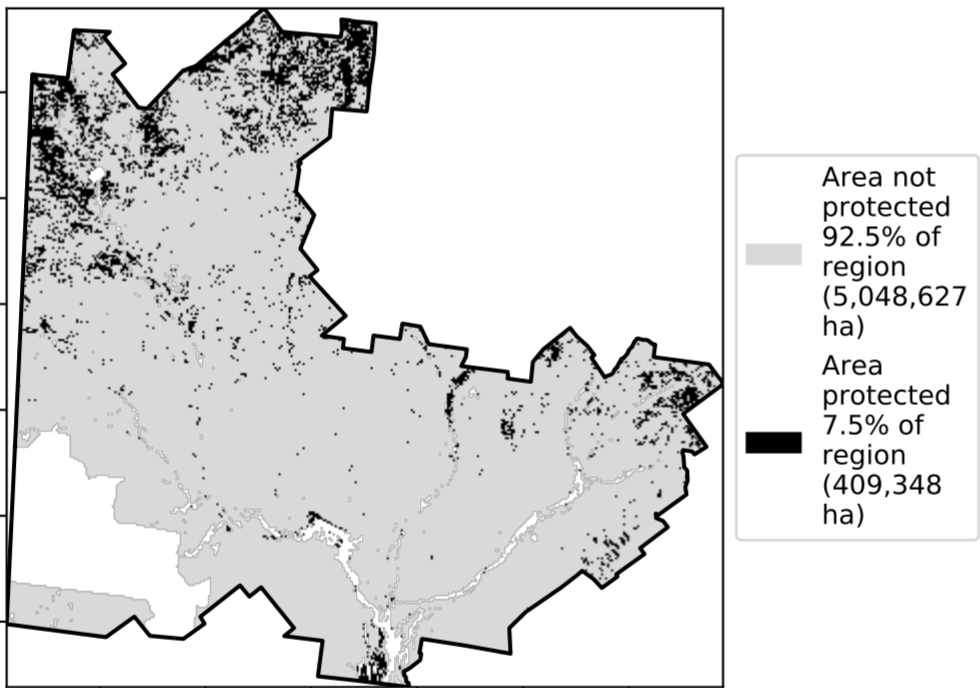 Area not
protected
92.5% of
region
(5,048,627
ha)
Area
protected
7.5% of
region
(409,348
ha)